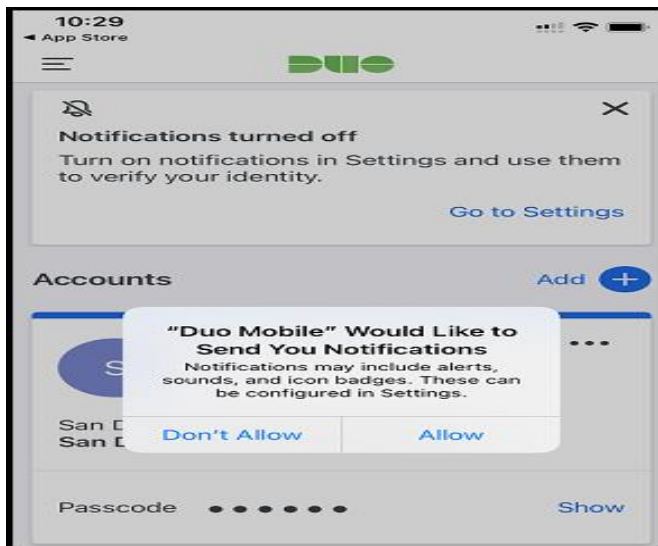 10:29
◀ App Store
DUO
Notifications turned off
Turn on notifications in Settings and use them
to verify your identity.
Go to Settings
Accounts
Add
"Duo Mobile" Would Like to
Send You Notifications
Notifications may include alerts,
sounds, and icon badges. These can
be configured in Settings.
Don't Allow
Allow
S
San D
San D
Passcode ●●●●●●
Show